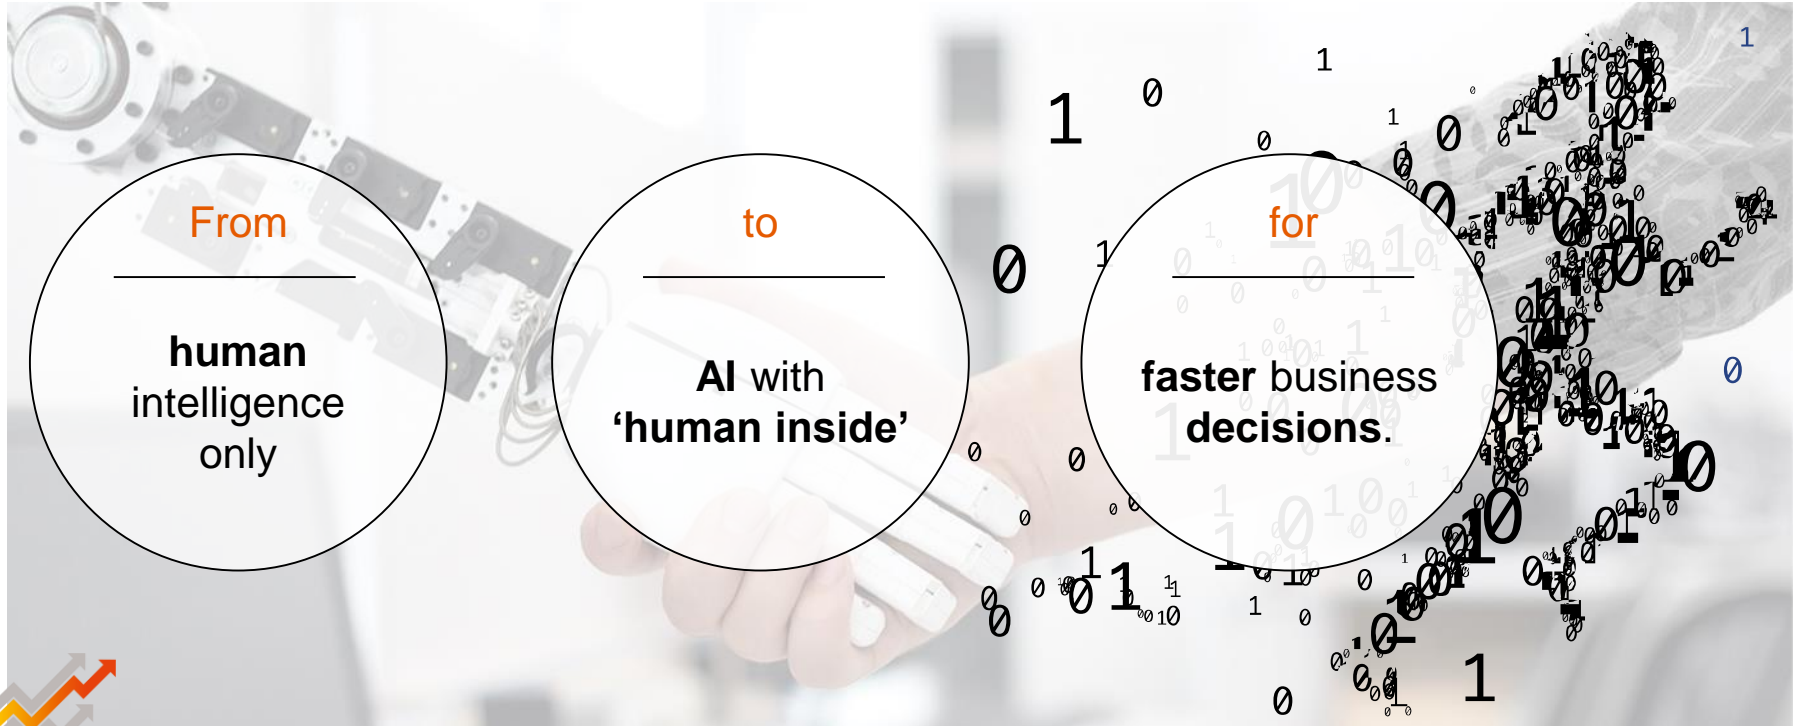 From
human
intelligence
only
to
AI with
‘human inside’
for
faster business
decisions.